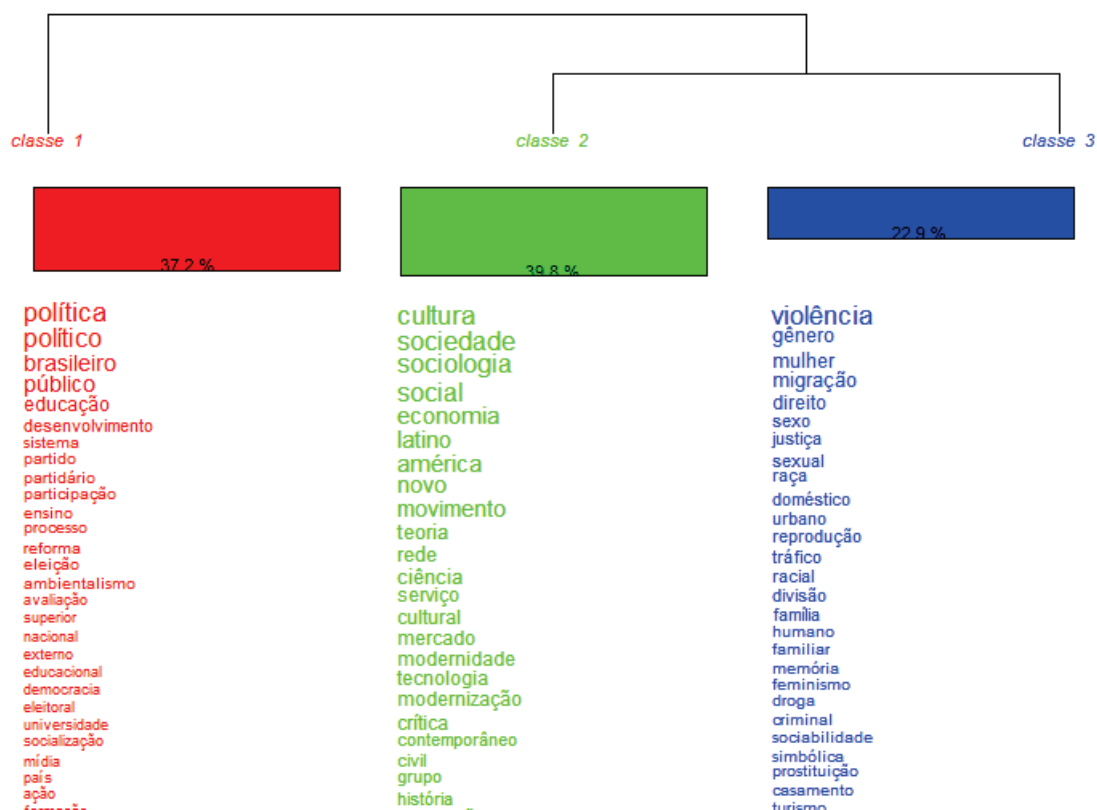 classe 1
classe 2
classe 3
37.2 %
39.8 %
22.9 %
política
político
brasileiro
público
educação
desenvolvimento
sistema
partido
partidário
participação
ensino
processo
reforma
eleição
ambientalismo
avaliação
superior
nacional
externo
educacional
democracia
eleitoral
universidade
socialização
mídia
país
ação
formação
cultura
sociedade
sociologia
social
economia
latino
américa
novo
movimento
teoria
rede
ciência
serviço
cultural
mercado
modernidade
tecnologia
modernização
crítica
contemporâneo
civil
grupo
história
violência
gênero
mulher
migração
direito
sexo
justiça
sexual
raça
doméstico
urbano
reprodução
tráfico
racial
divisão
família
humano
familiar
memória
feminismo
droga
criminal
sociabilidade
simbólica
prostituição
casamento
turismo